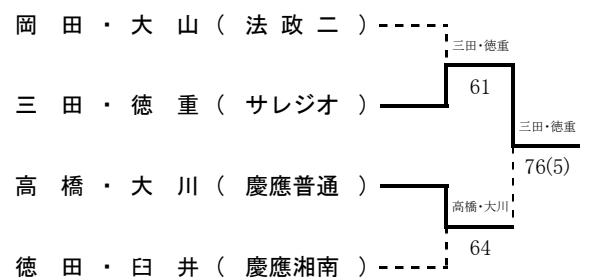 岡田・大山(法政二)
三田・徳重
61
三田・徳重(サレジオ)
三田・徳重
76(5)
高橋・大川(慶應普通)
高橋・大川
64
徳田・臼井(慶應湘南)